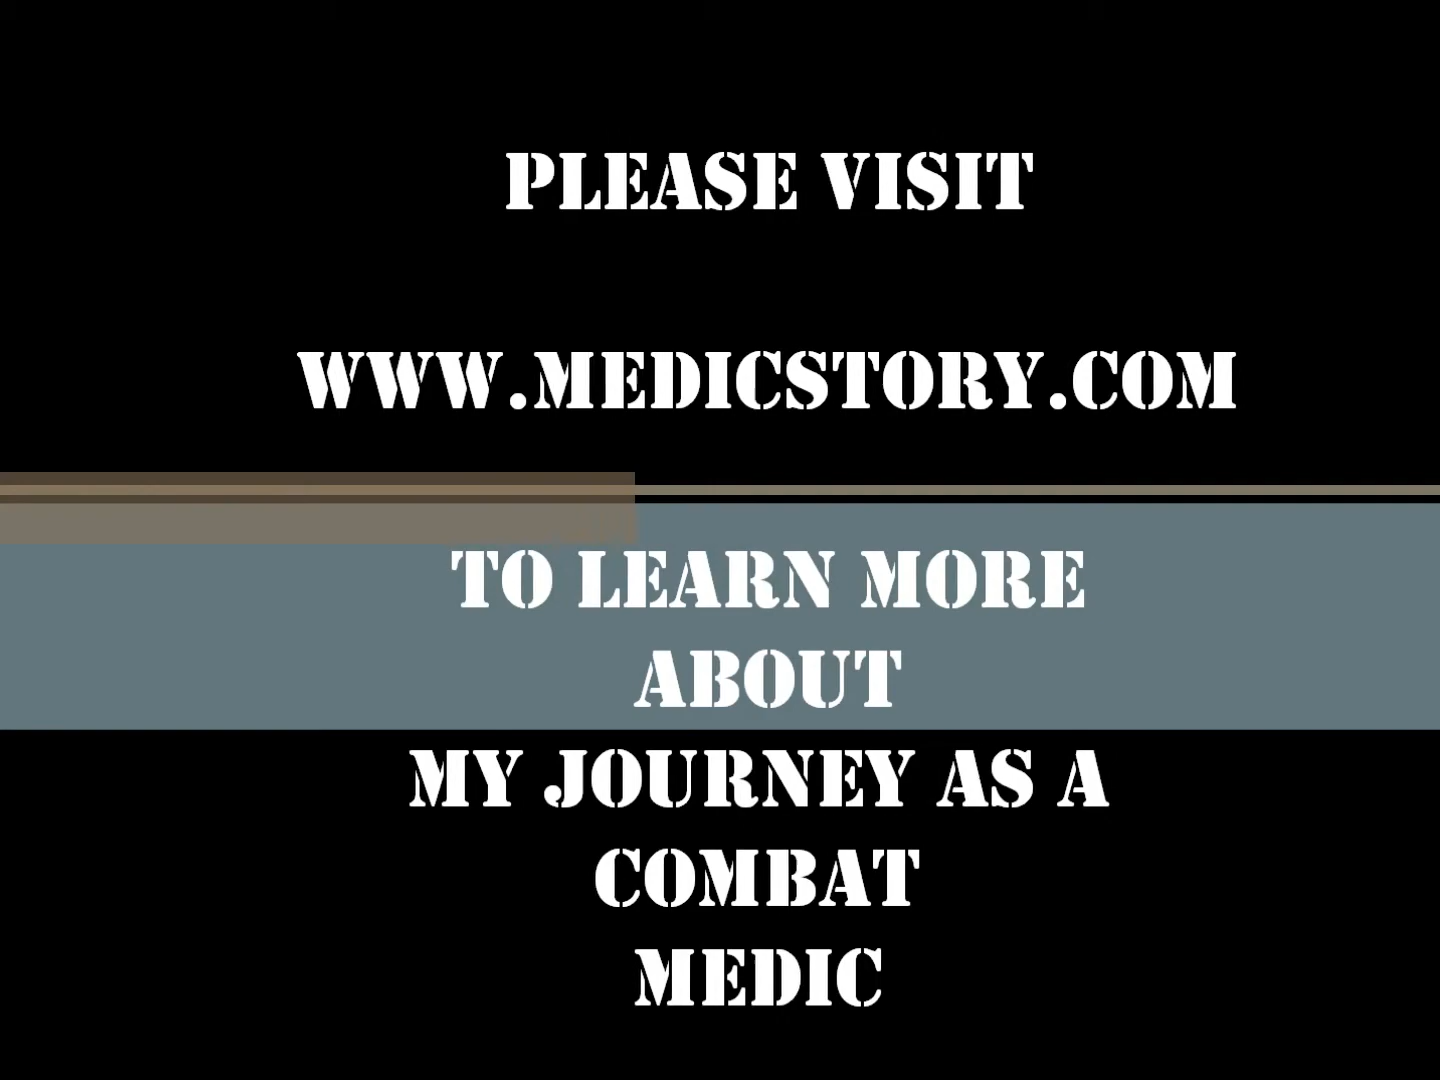 PLEASE VISIT
WWW.MEDICSTORY.COM
TO LEARN MORE
ABOUT
MY JOURNEY AS A
COMBAT
MEDIC